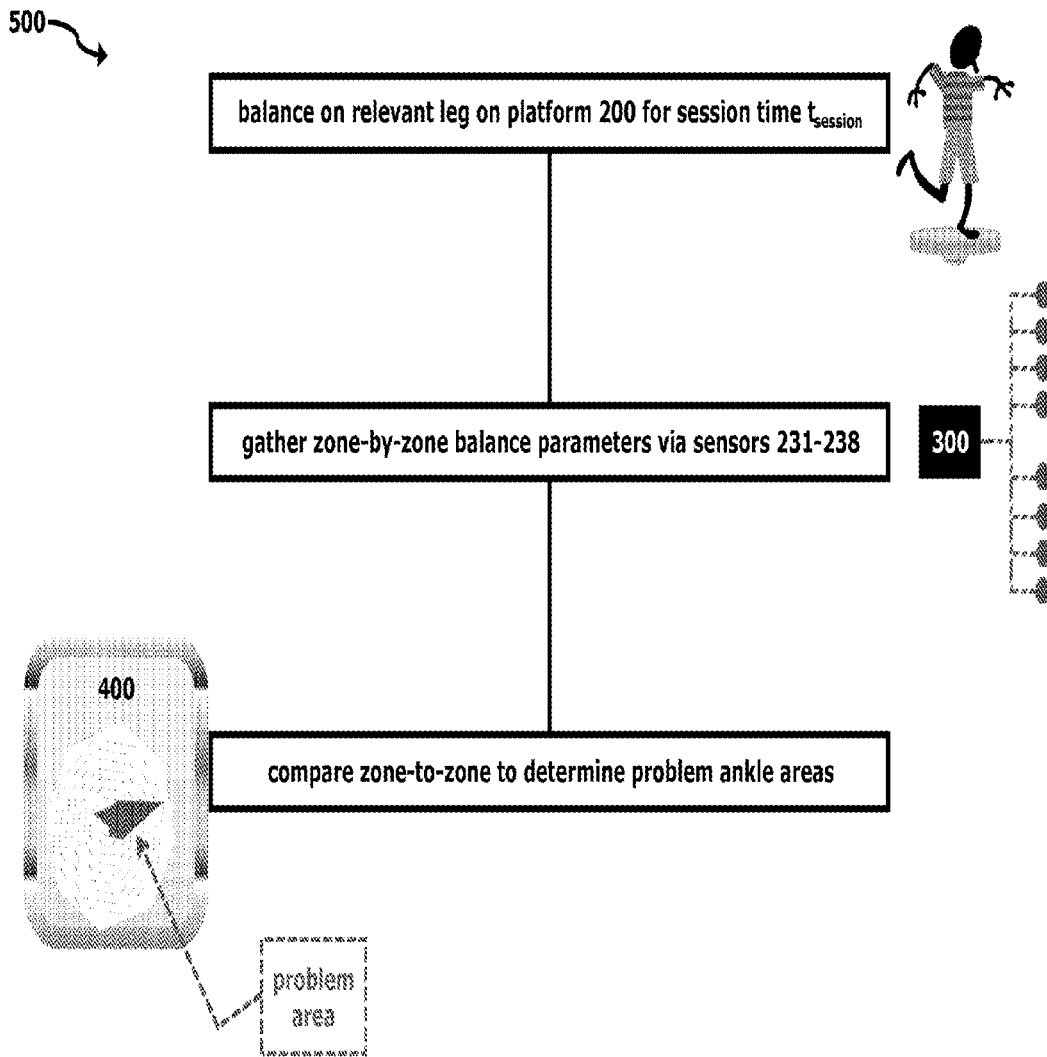 500
balance on relevant leg on platform 200 for session time tsession
gather zone-by-zone balance parameters via sensors 231-238
300
400
compare zone-to-zone to determine problem ankle areas
problem
area